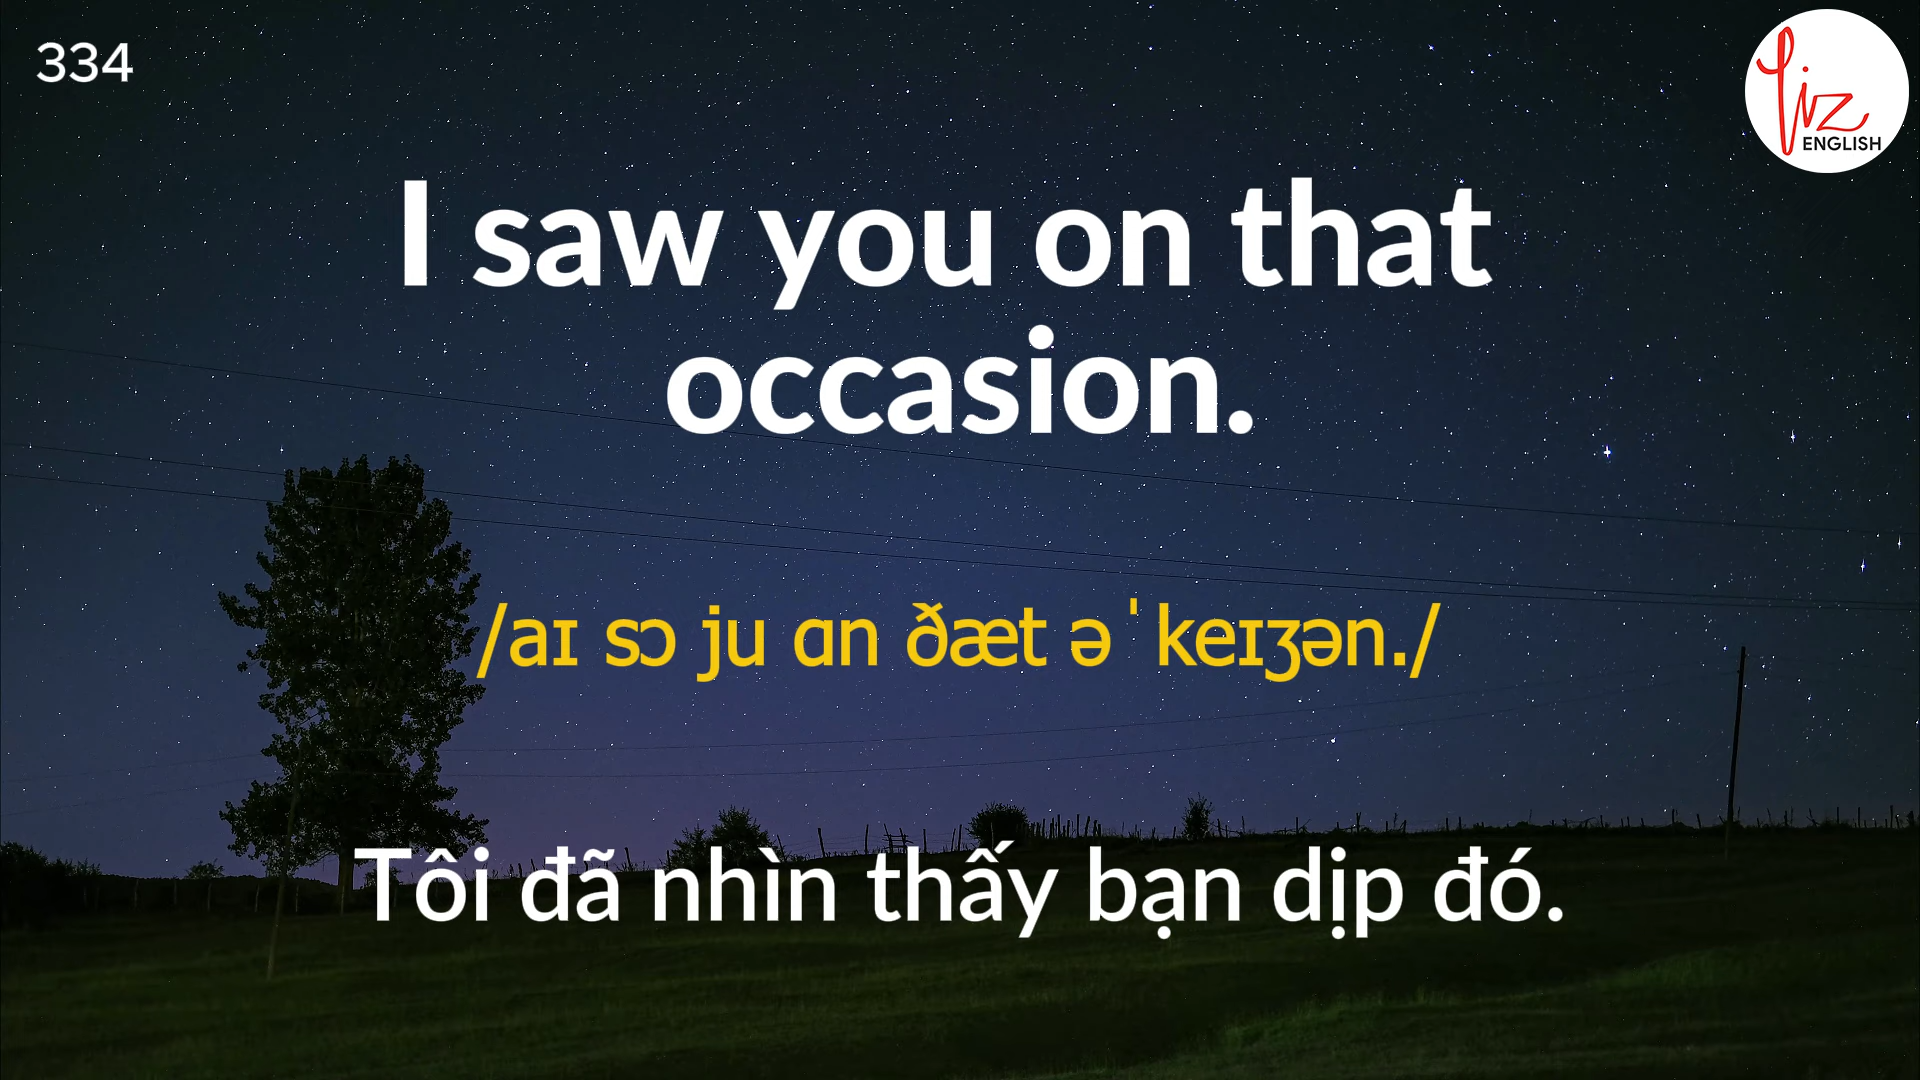 334
Liz
ENGLISH
I saw you on that
occasion.
/aɪ sɔ ju ɑn ðæt əˈkeɪʒən./
Tôi đã nhìn thấy bạn dịp đó.